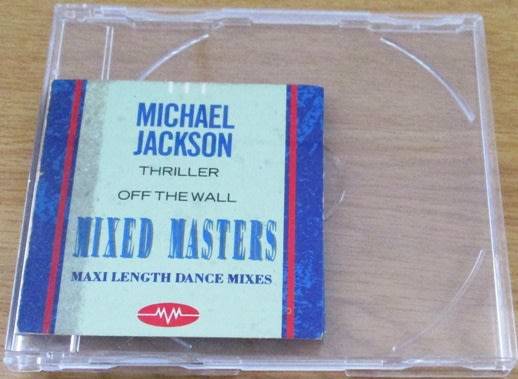 MICHAEL
JACKSON
THRILLER
OFF THE WALL
MIXED MASTERS
MAXI LENGTH DANCE MIXES